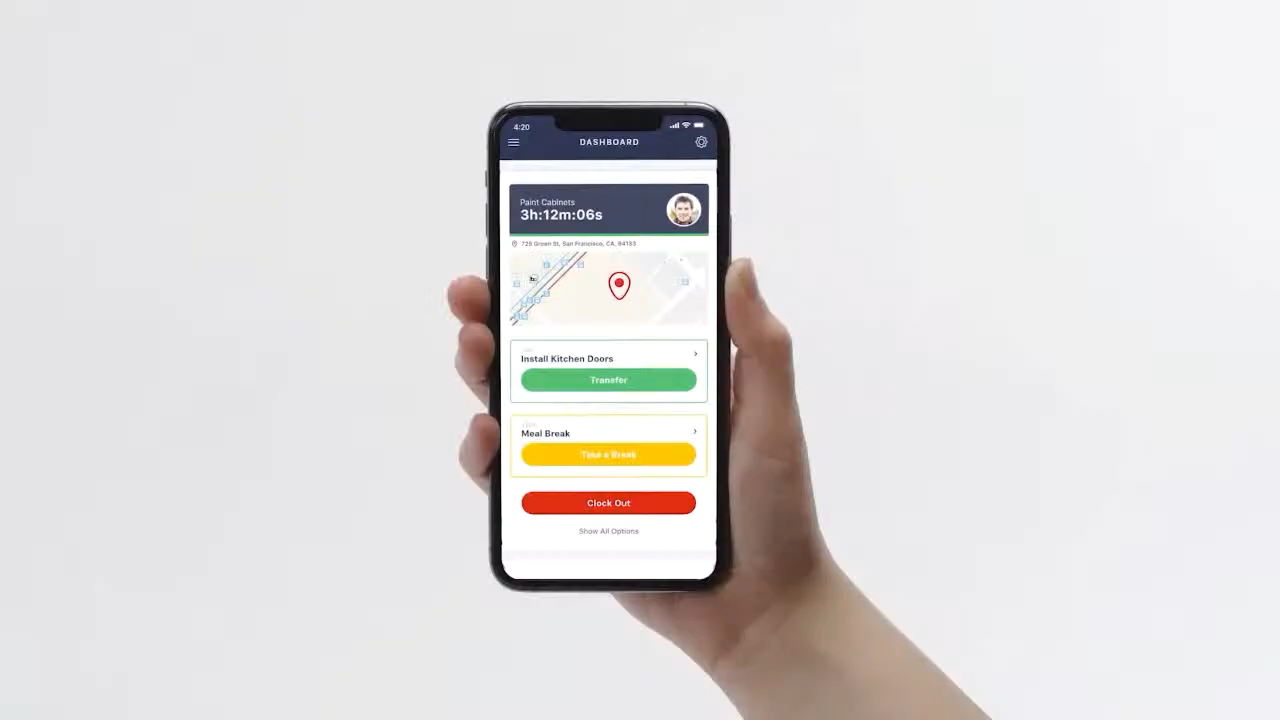 4:20
DASHBOARD
Paint Cabinets
3h:12m:06s
725 Green St, San Francisco, CA, 94133
Install Kitchen Doors
Transfer
Meal Break
Take a Break
Clock Out
Show All Options